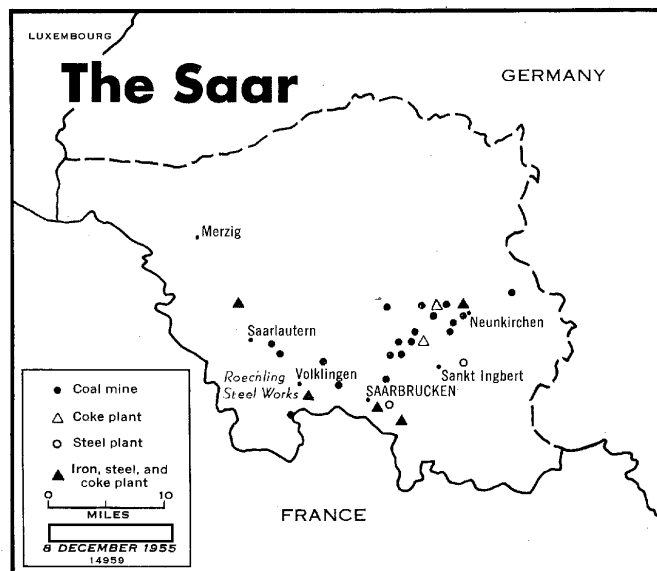 LUXEMBOURG
The Saar
GERMANY
Merzig
Saarlautern
Neunkirchen
Roechling
Steel Works
Volklingen
Sankt Ingbert
SAARBRUCKEN
Coal mine
Coke plant
Steel plant
Iron, steel, and
coke plant
0 10
MILES
8 DECEMBER 1955
14959
FRANCE